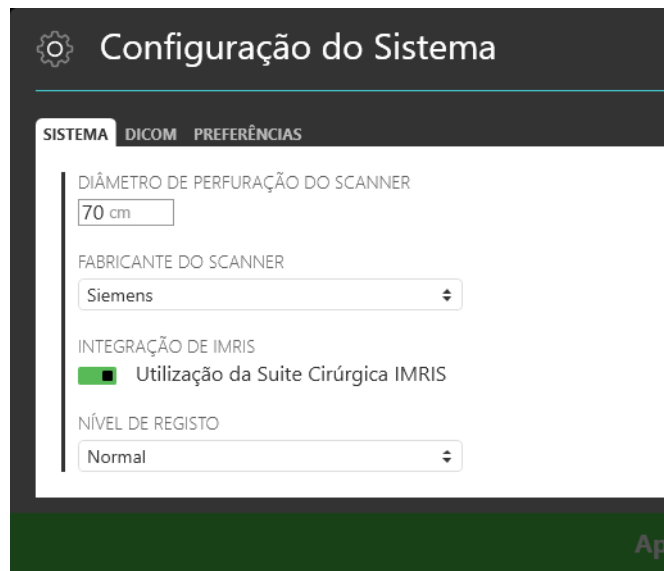 Configuração do Sistema
SISTEMA DICOM PREFERÊNCIAS
DIÂMETRO DE PERFURAÇÃO DO SCANNER
70 cm
FABRICANTE DO SCANNER
Siemens
INTEGRAÇÃO DE IMRIS
Utilização da Suite Cirúrgica IMRIS
NÍVEL DE REGISTO
Normal